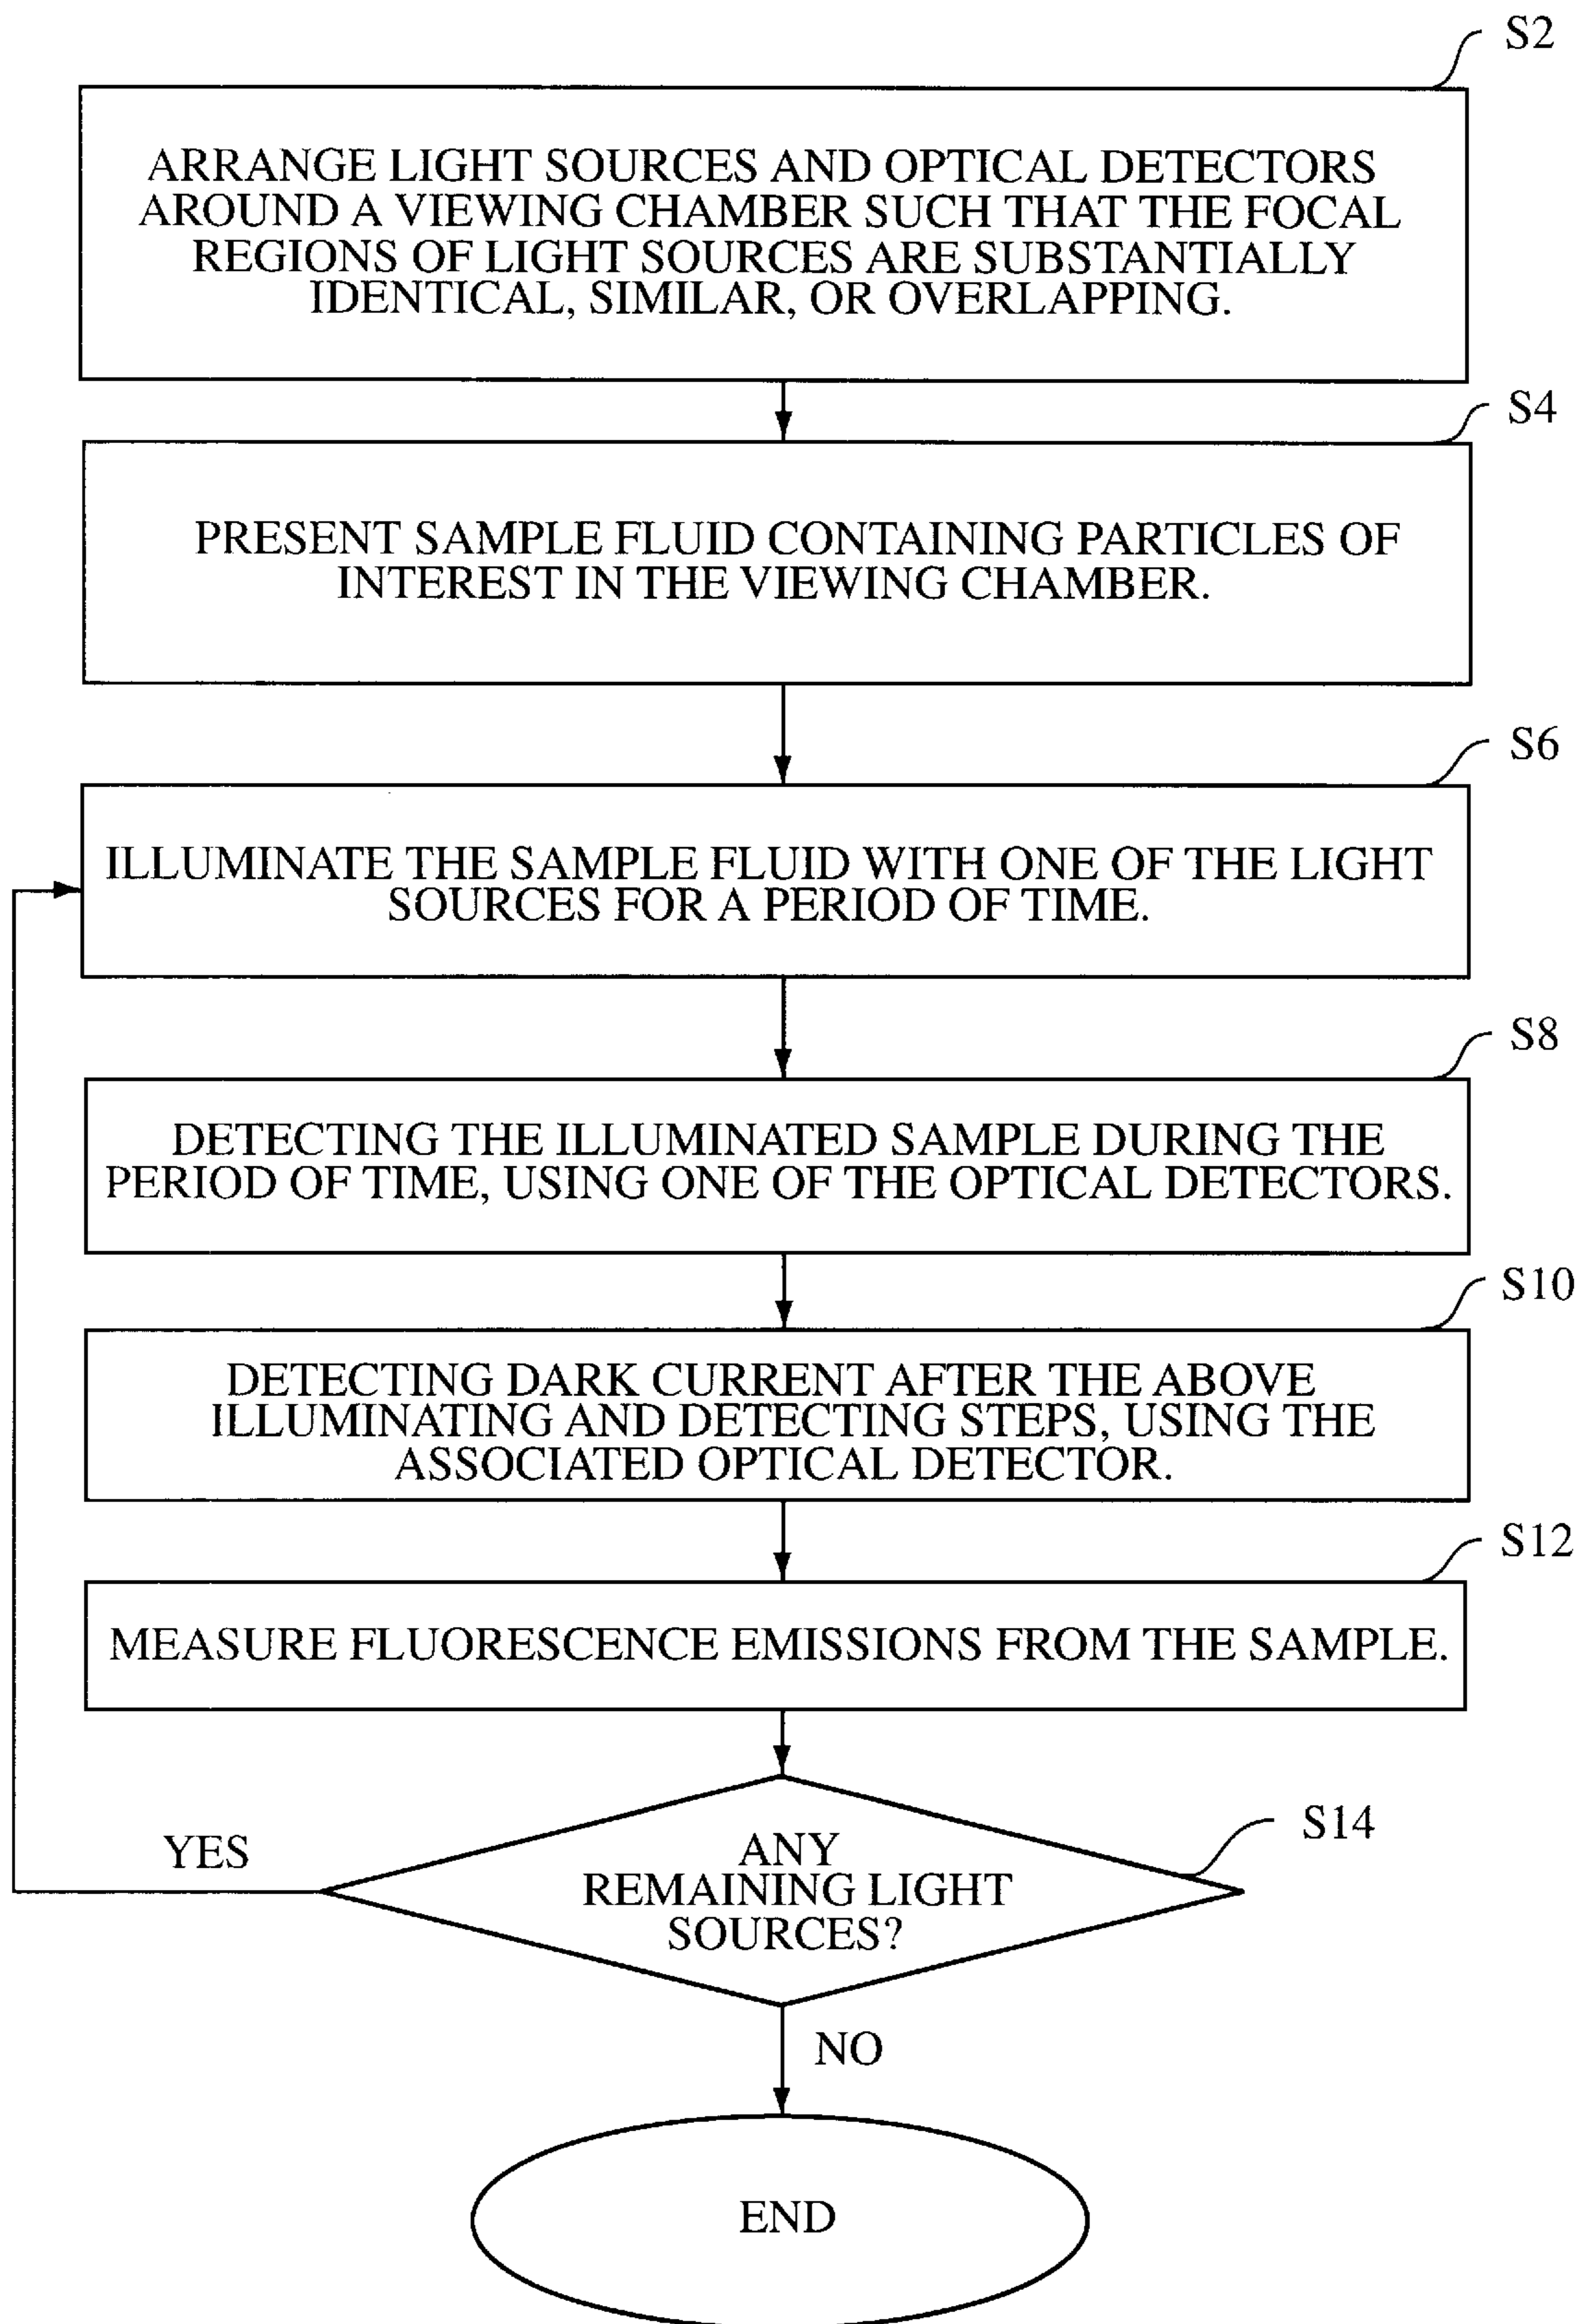 S2
ARRANGE LIGHT SOURCES AND OPTICAL DETECTORS
AROUND A VIEWING CHAMBER SUCH THAT THE FOCAL
REGIONS OF LIGHT SOURCES ARE SUBSTANTIALLY
IDENTICAL, SIMILAR, OR OVERLAPPING.
S4
PRESENT SAMPLE FLUID CONTAINING PARTICLES OF
INTEREST IN THE VIEWING CHAMBER.
S6
ILLUMINATE THE SAMPLE FLUID WITH ONE OF THE LIGHT
SOURCES FOR A PERIOD OF TIME.
S8
DETECTING THE ILLUMINATED SAMPLE DURING THE
PERIOD OF TIME, USING ONE OF THE OPTICAL DETECTORS.
S10
DETECTING DARK CURRENT AFTER THE ABOVE
ILLUMINATING AND DETECTING STEPS, USING THE
ASSOCIATED OPTICAL DETECTOR.
S12
MEASURE FLUORESCENCE EMISSIONS FROM THE SAMPLE.
S14
YES
ANY
REMAINING LIGHT
SOURCES?
NO
END